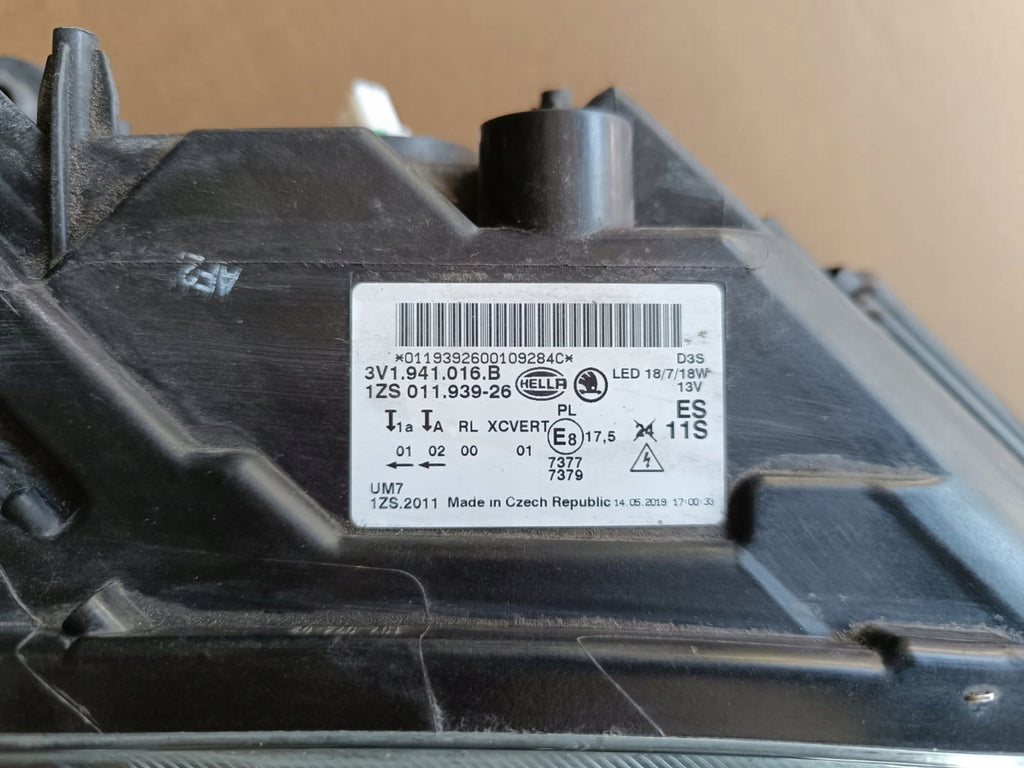 AF2
*0119392600109284C*
3V1.941.016.B
1ZS 011.939-26
HELLA
D3S
LED 18/7/18W
13V
PL
ES
1a A RL XCVERT E8 17,5 24 11S
01 02 00 01
7377
7379
UM7
1ZS.2011 Made in Czech Republic 14.05.2019 17:00:33